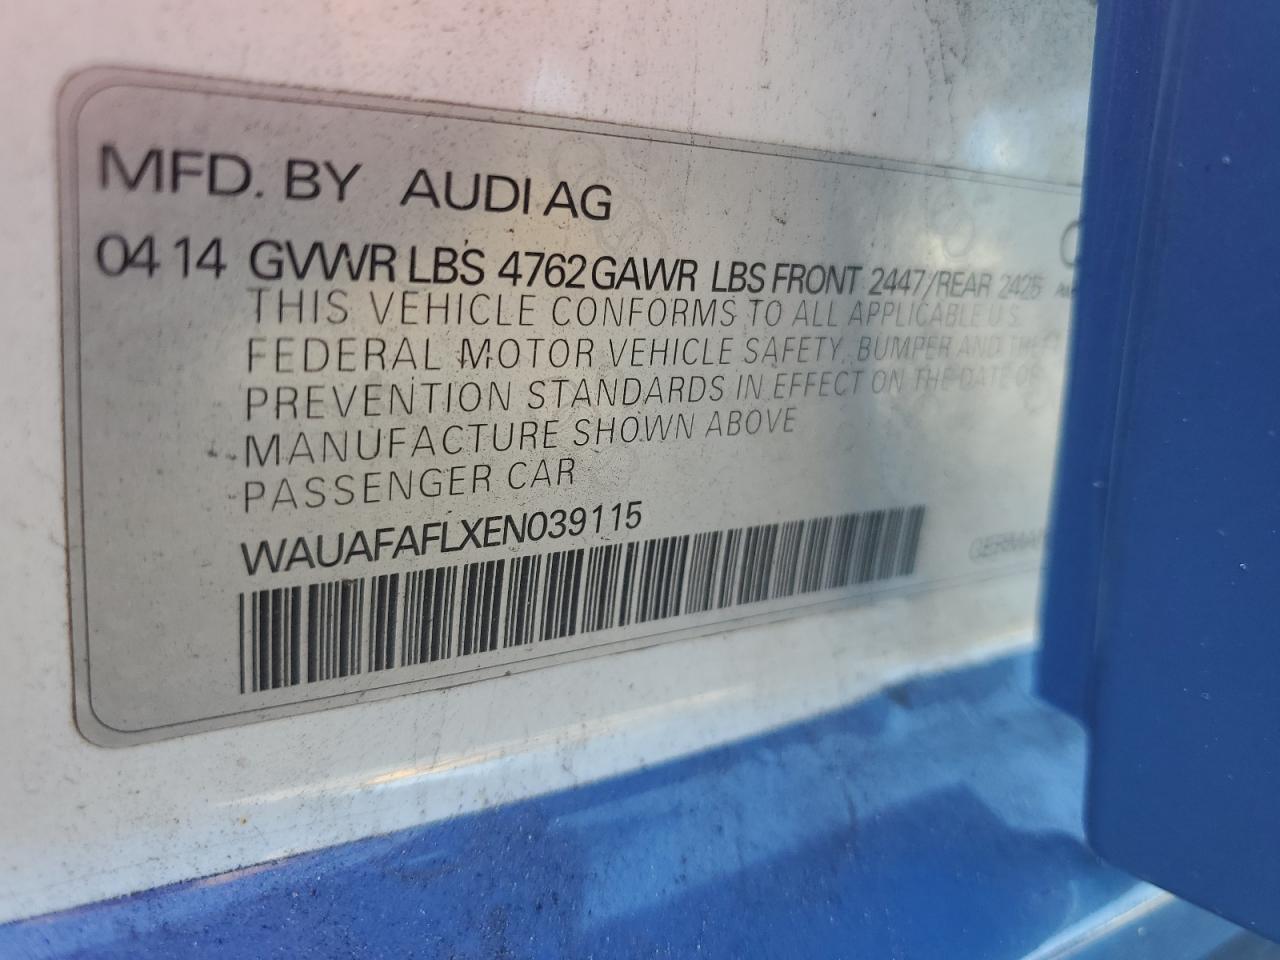 MFD. BY AUDI AG
04 14 GVWR LBS 4762 GAWR LBS FRONT 2447/REAR 2425
THIS VEHICLE CONFORMS TO ALL APPLICABLE U.S.
FEDERAL MOTOR VEHICLE SAFETY, BUMPER AND THEFT
PREVENTION STANDARDS IN EFFECT ON THE DATE OF
MANUFACTURE SHOWN ABOVE
PASSENGER CAR
WAUAFAFLXEN039115